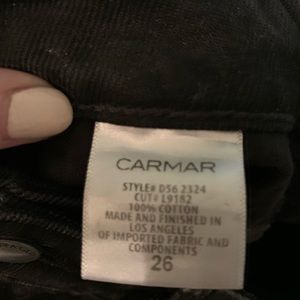 CARMAR
STYLE# D56 2324
CUT# L9182
100% COTTON
MADE AND FINISHED IN
LOS ANGELES
OF IMPORTED FABRIC AND
COMPONENTS
26